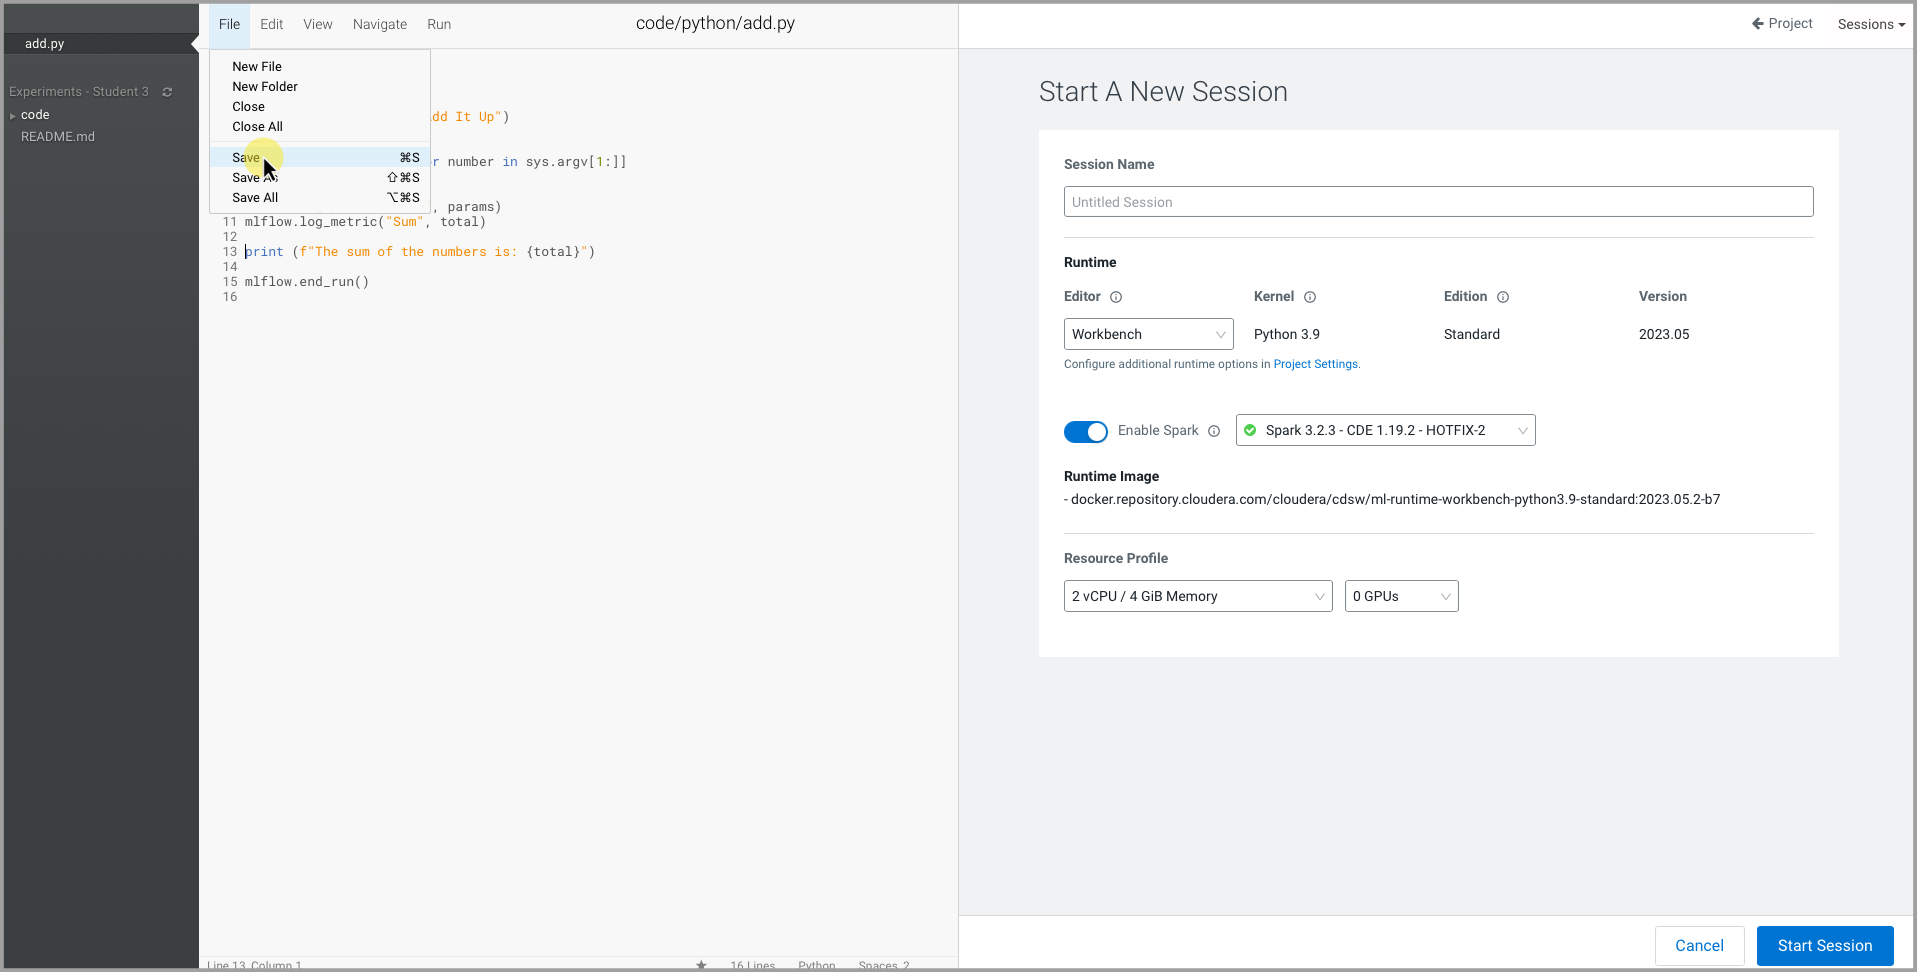 File Edit View Navigate Run
code/python/add.py
← Project Sessions
add.py
Experiments - Student 3
code
README.md
New File
New Folder
Close
Close All
Save ⌘S
Save ⇧⌘S
Save All ⌥⌘S
dd It Up")
number in sys.argv[1:]]
, params)
11 mlflow.log_metric("Sum", total)
12
13 print (f"The sum of the numbers is: {total}")
14
15 mlflow.end_run()
16
Line 13, Column 1 ★ 16 Lines Python Spaces 2
Start A New Session
Session Name
Untitled Session
Runtime
Editor Kernel Edition Version
Workbench Python 3.9 Standard 2023.05
Configure additional runtime options in Project Settings.
Enable Spark Spark 3.2.3 - CDE 1.19.2 - HOTFIX-2
Runtime Image
- docker.repository.cloudera.com/cloudera/cdsw/ml-runtime-workbench-python3.9-standard:2023.05.2-b7
Resource Profile
2 vCPU / 4 GiB Memory 0 GPUs
Cancel Start Session